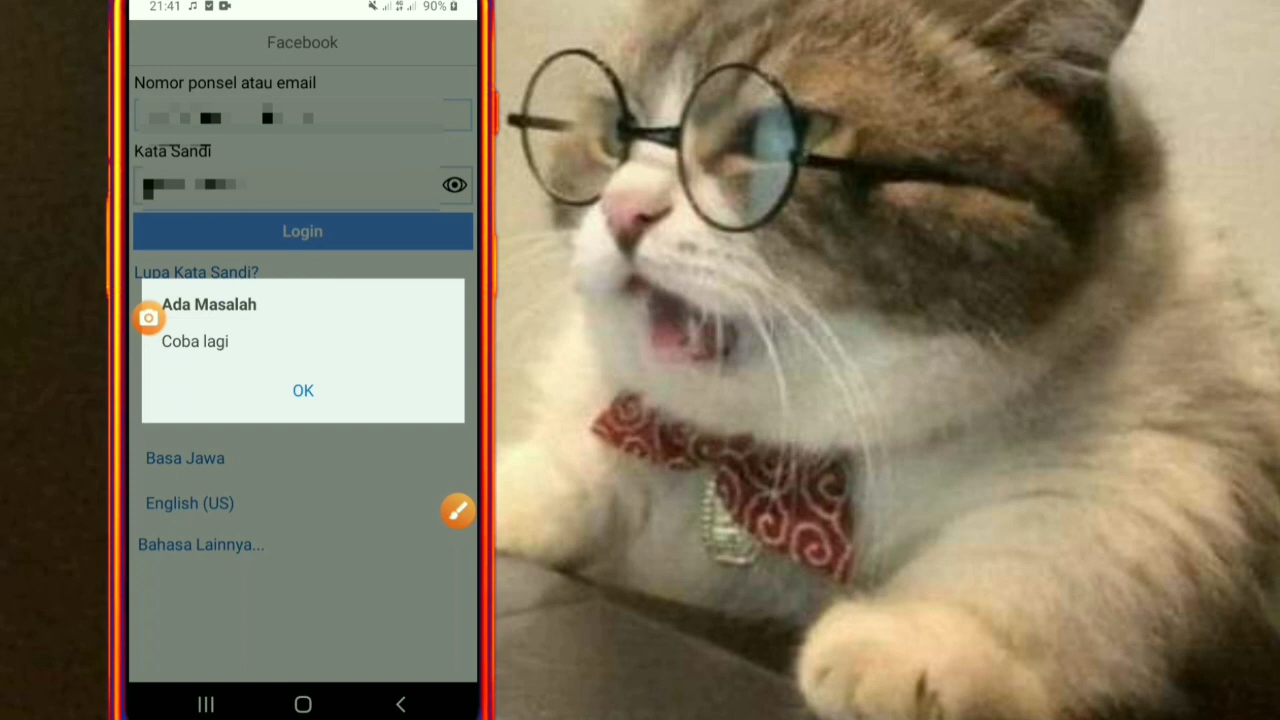 21:41
90%
Facebook
Nomor ponsel atau email
Kata Sandi
Login
Lupa Kata Sandi?
Ada Masalah
Coba lagi
OK
Basa Jawa
English (US)
Bahasa Lainnya...